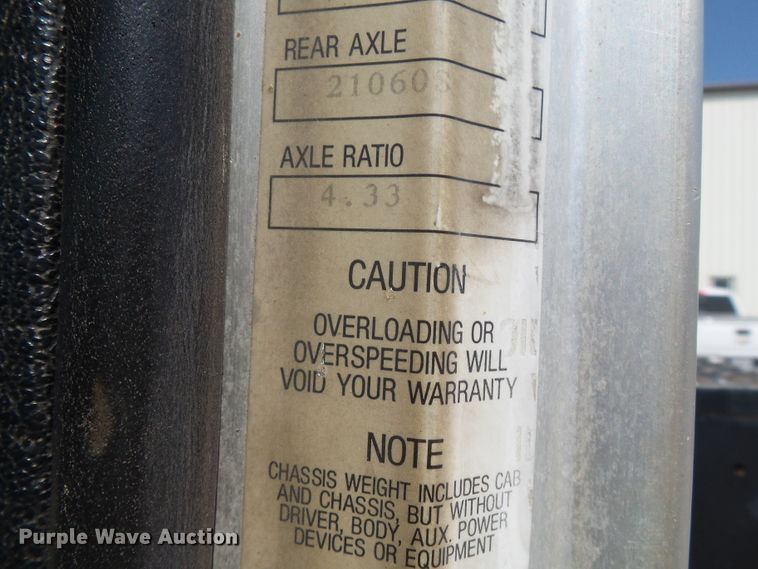 REAR AXLE
210608
AXLE RATIO
4.33
CAUTION
OVERLOADING OR
OVERSPEEDING WILL
VOID YOUR WARRANTY
NOTE
CHASSIS WEIGHT INCLUDES CAB
AND CHASSIS, BUT WITHOUT
DRIVER, BODY, AUX. POWER
DEVICES OR EQUIPMENT
Purple Wave Auction